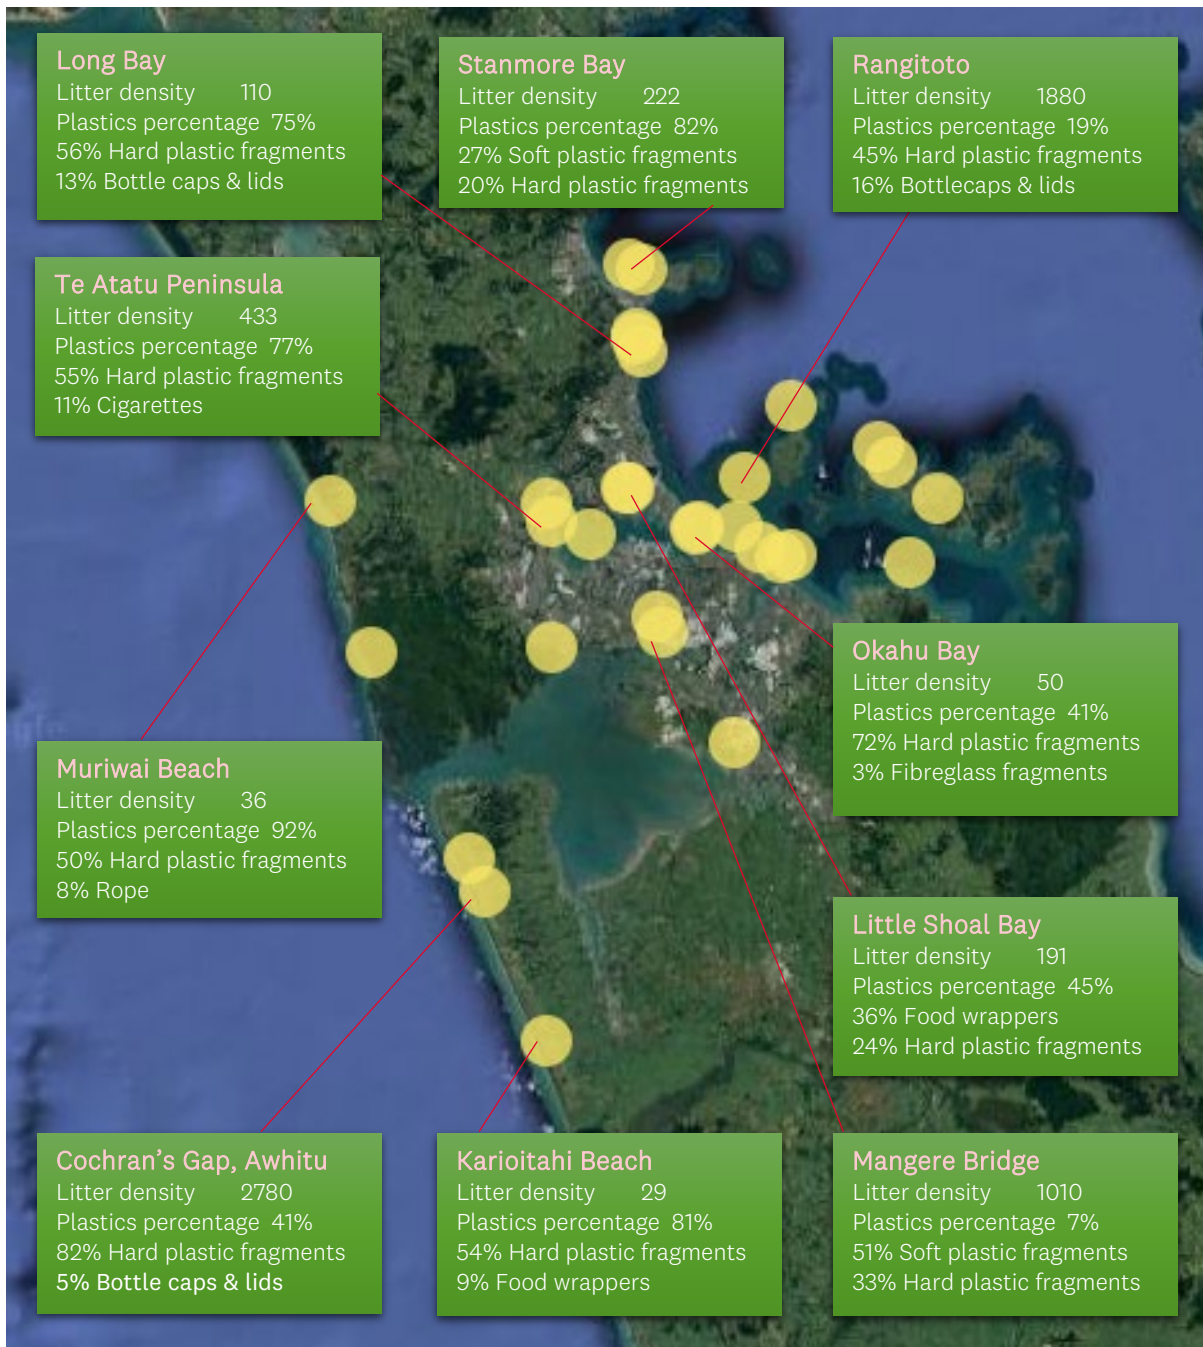 Long Bay
Litter density 110
Plastics percentage 75%
56% Hard plastic fragments
13% Bottle caps & lids
Stanmore Bay
Litter density 222
Plastics percentage 82%
27% Soft plastic fragments
20% Hard plastic fragments
Rangitoto
Litter density 1880
Plastics percentage 19%
45% Hard plastic fragments
16% Bottlecaps & lids
Te Atatu Peninsula
Litter density 433
Plastics percentage 77%
55% Hard plastic fragments
11% Cigarettes
Okahu Bay
Litter density 50
Plastics percentage 41%
72% Hard plastic fragments
3% Fibreglass fragments
Muriwai Beach
Litter density 36
Plastics percentage 92%
50% Hard plastic fragments
8% Rope
Little Shoal Bay
Litter density 191
Plastics percentage 45%
36% Food wrappers
24% Hard plastic fragments
Cochran's Gap, Awhitu
Litter density 2780
Plastics percentage 41%
82% Hard plastic fragments
5% Bottle caps & lids
Karioitahi Beach
Litter density 29
Plastics percentage 81%
54% Hard plastic fragments
9% Food wrappers
Mangere Bridge
Litter density 1010
Plastics percentage 7%
51% Soft plastic fragments
33% Hard plastic fragments